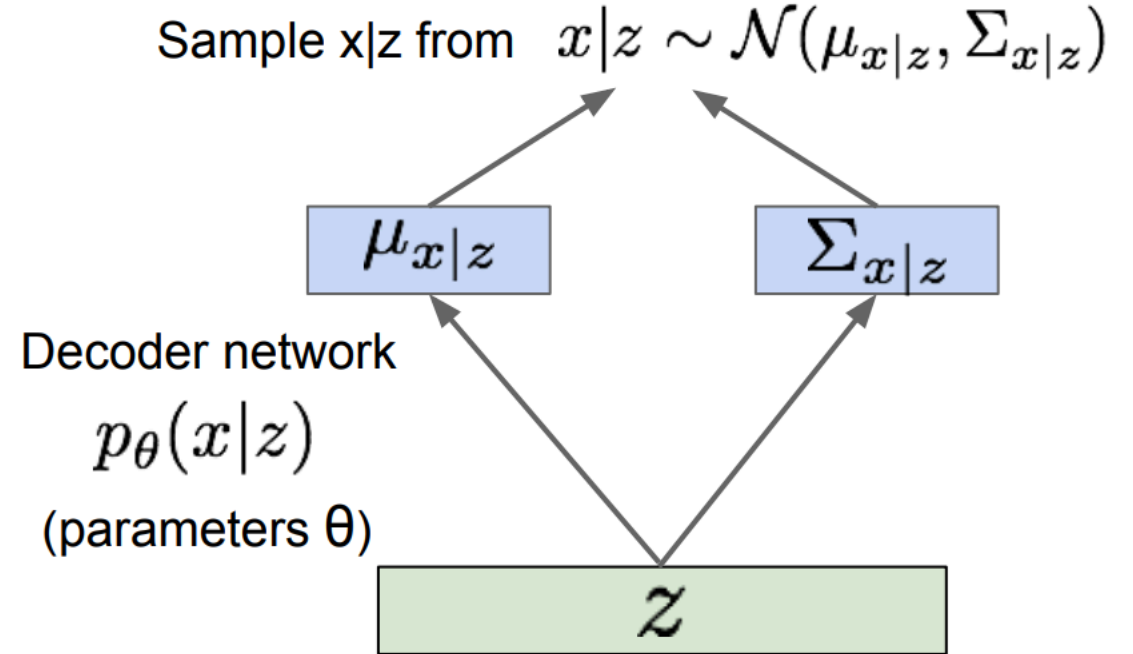 Sample x|z from x|z ∼ 𝒩(μ_{x|z}, Σ_{x|z})
μ_{x|z} Σ_{x|z}
Decoder network
p_θ(x|z)
(parameters θ)
z